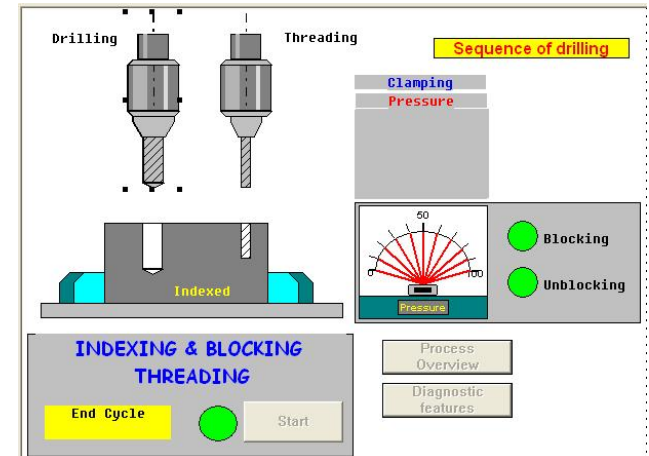 Drilling
Threading
Sequence of drilling
Clamping
Pressure
50
0
100
Blocking
Unblocking
Pressure
Indexed
INDEXING & BLOCKING
THREADING
End Cycle
Start
Process
Overview
Diagnostic
features